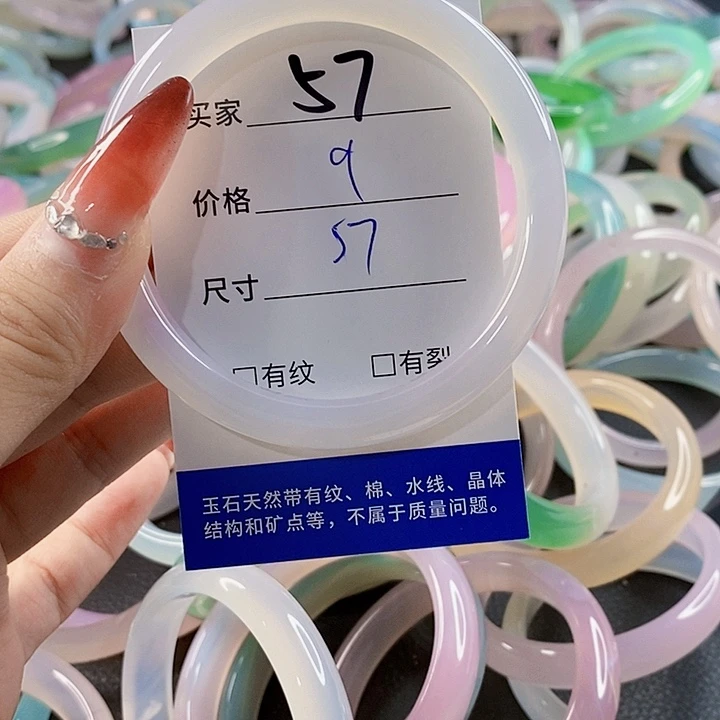 买家 57
价格 9
尺寸 57
□有纹 □有裂
玉石天然带有纹、棉、水线、晶体
结构和矿点等，不属于质量问题。